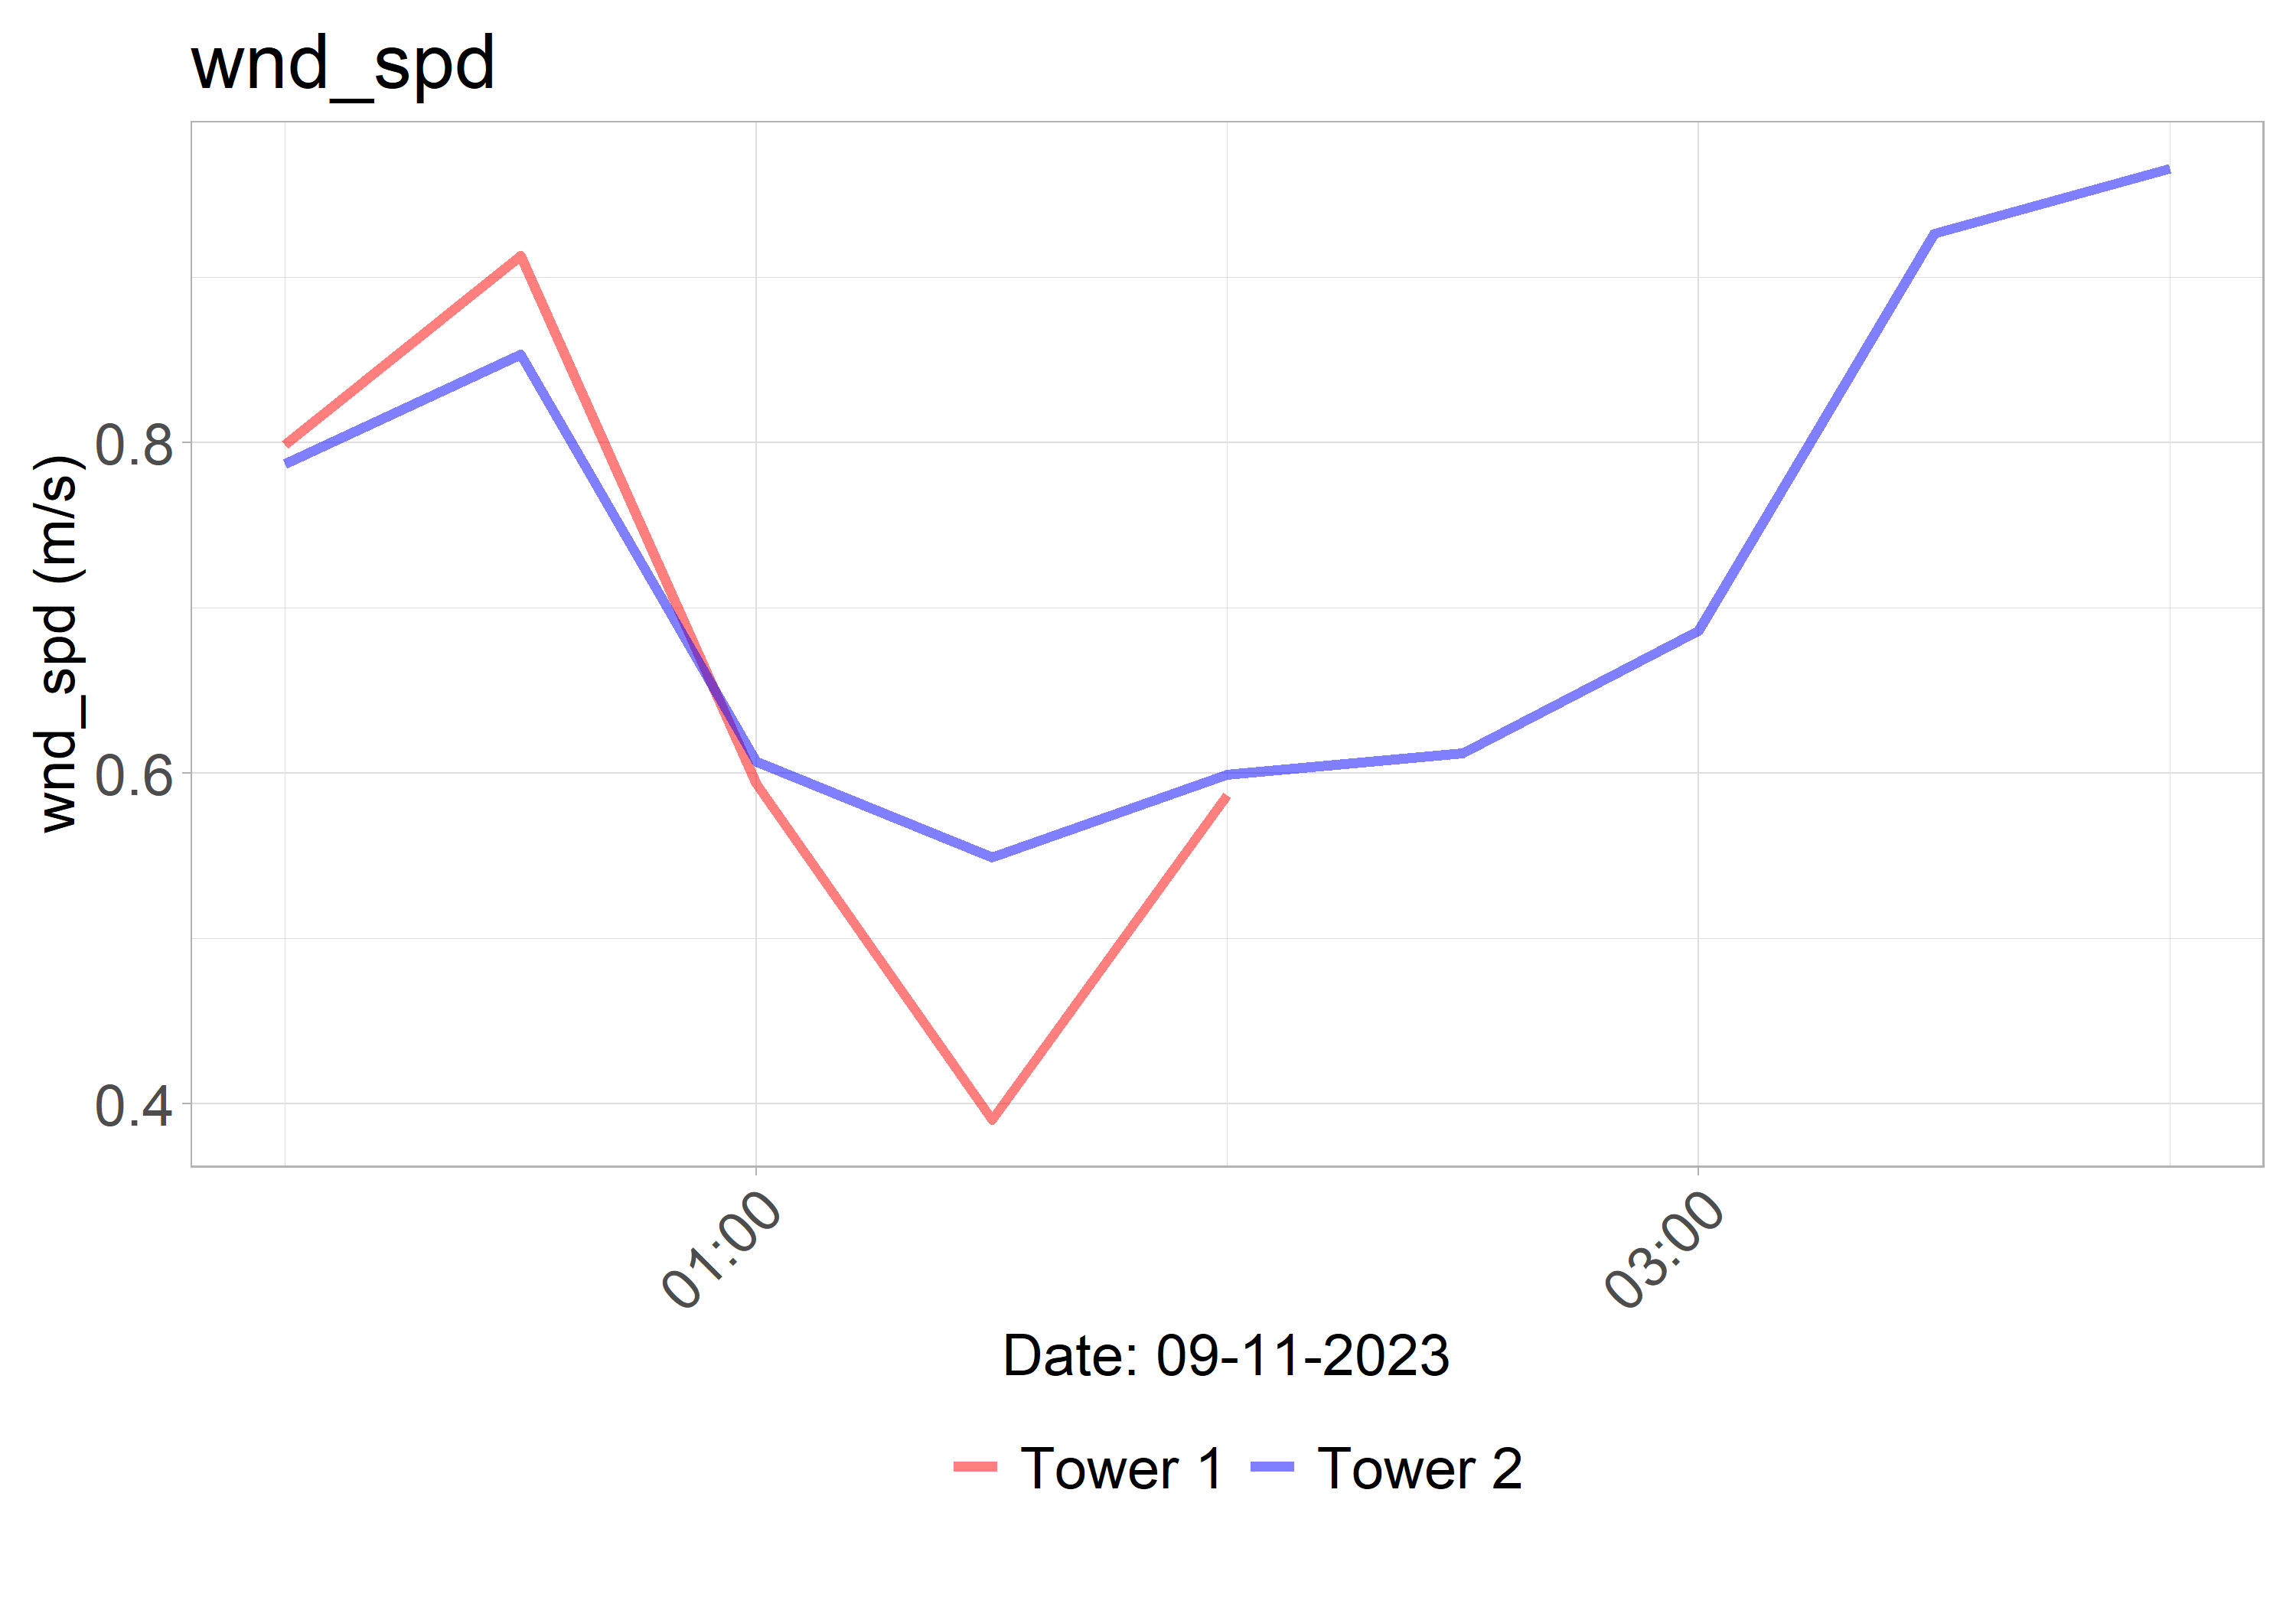 wnd_spd
wnd_spd (m/s)
0.8
0.6
0.4
01:00
03:00
Date: 09-11-2023
Tower 1
Tower 2